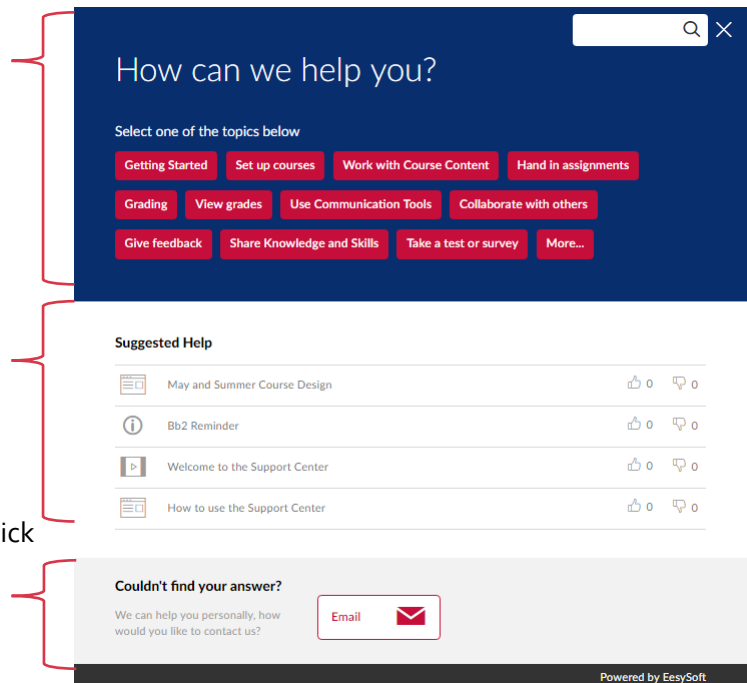 How can we help you?
Select one of the topics below
Getting Started Set up courses Work with Course Content Hand in assignments
Grading View grades Use Communication Tools Collaborate with others
Give feedback Share Knowledge and Skills Take a test or survey More...
Suggested Help
May and Summer Course Design 0 0
Bb2 Reminder 0 0
Welcome to the Support Center 0 0
How to use the Support Center 0 0
ick
Couldn't find your answer?
We can help you personally, how
would you like to contact us?
Email
Powered by EesySoft